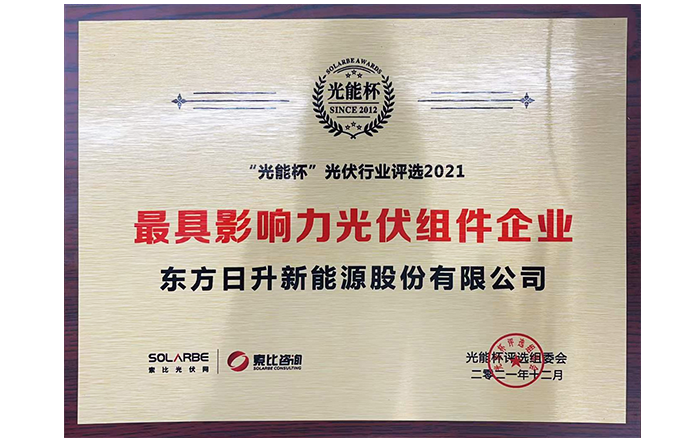 SOLARBE AWARDS
光能杯
SINCE 2012
“光能杯”光伏行业评选2021
最具影响力光伏组件企业
东方日升新能源股份有限公司
SOLARBE
索比光伏网
索比咨询
SOLARBE CONSULTING
光能杯评选组委会
二零二一年十二月